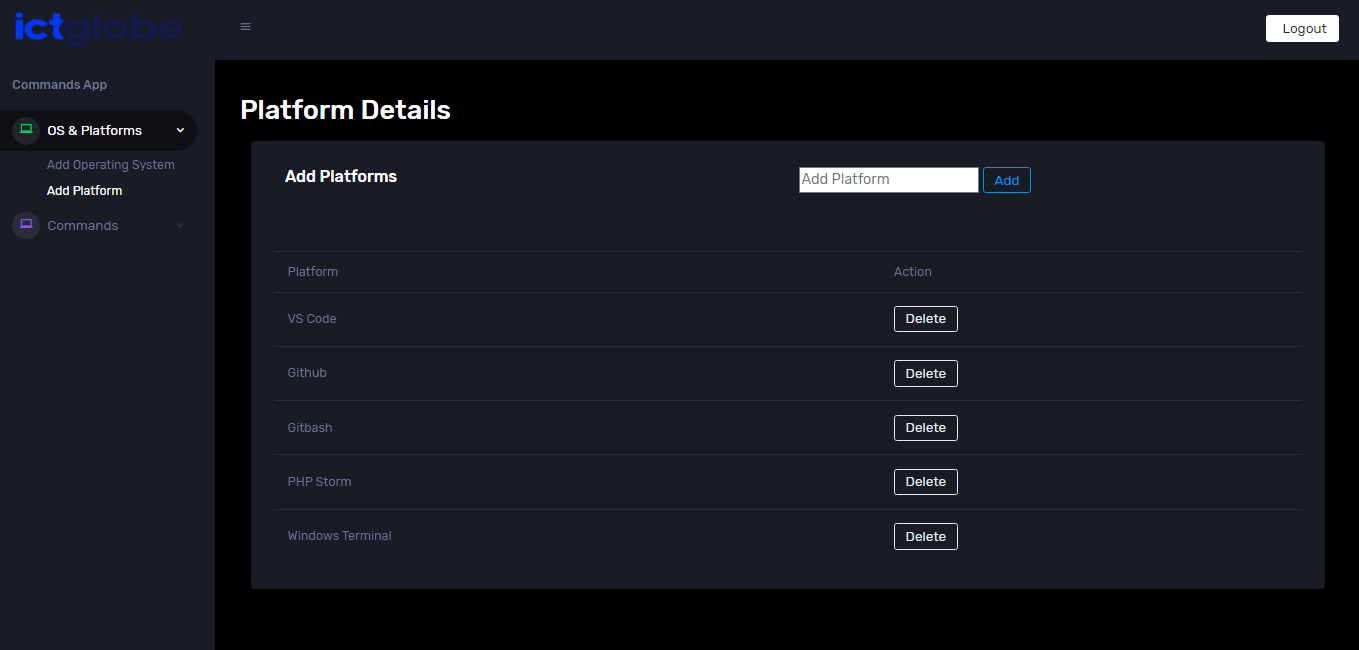 ictglobe
Logout
Commands App
OS & Platforms
Add Operating System
Add Platform
Commands
Platform Details
Add Platforms
Add Platform Add
Platform Action
VS Code Delete
Github Delete
Gitbash Delete
PHP Storm Delete
Windows Terminal Delete